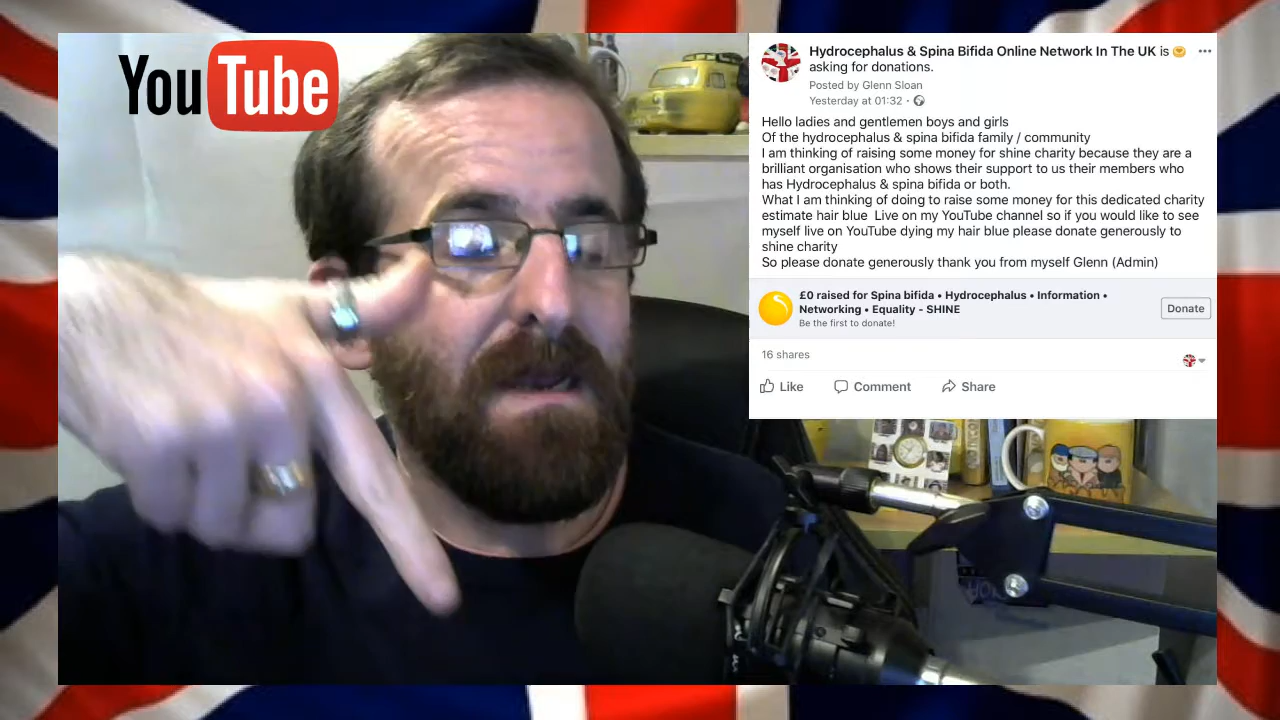 YouTube
Hydrocephalus & Spina Bifida Online Network In The UK is
asking for donations.
Posted by Glenn Sloan
Yesterday at 01:32 ·
Hello ladies and gentlemen boys and girls
Of the hydrocephalus & spina bifida family / community
I am thinking of raising some money for shine charity because they are a
brilliant organisation who shows their support to us their members who
has Hydrocephalus & spina bifida or both.
What I am thinking of doing to raise some money for this dedicated charity
estimate hair blue  Live on my YouTube channel so if you would like to see
myself live on YouTube dying my hair blue please donate generously to
shine charity
So please donate generously thank you from myself Glenn (Admin)
£0 raised for Spina bifida • Hydrocephalus • Information •
Networking • Equality - SHINE
Be the first to donate!
Donate
16 shares
Like Comment Share